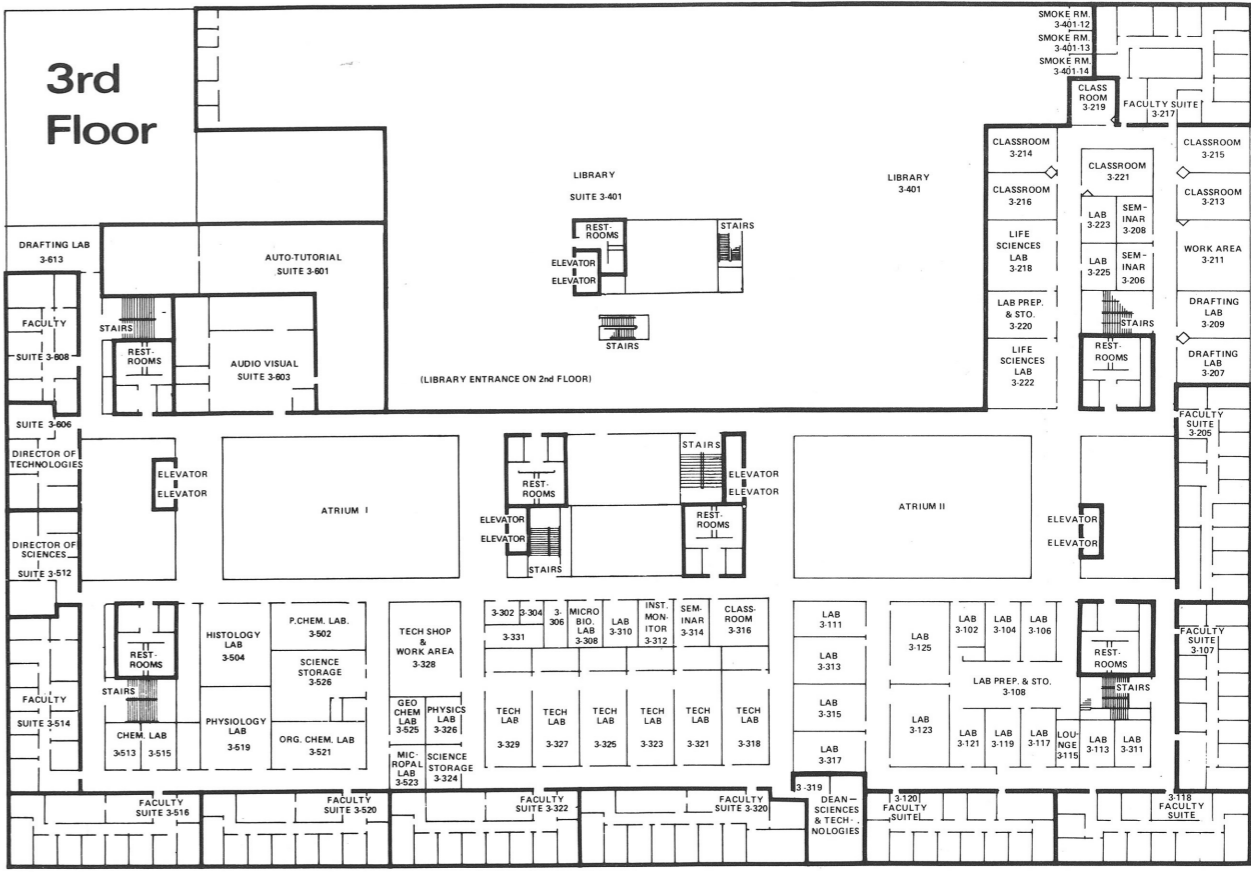 3rd
Floor
SMOKE RM.
3-401-12
SMOKE RM.
3-401-13
SMOKE RM.
3-401-14
CLASS
ROOM
3-219
FACULTY SUITE
3-217
CLASSROOM
3-214
CLASSROOM
3-221
CLASSROOM
3-215
LIBRARY
SUITE 3-401
LIBRARY
3-401
CLASSROOM
3-216
LAB
3-223
SEM-
INAR
3-208
CLASSROOM
3-213
REST-
ROOMS
STAIRS
ELEVATOR
ELEVATOR
STAIRS
(LIBRARY ENTRANCE ON 2nd FLOOR)
LIFE
SCIENCES
LAB
3-218
LAB
3-225
SEM-
INAR
3-206
WORK AREA
3-211
DRAFTING LAB
3-613
AUTO-TUTORIAL
SUITE 3-601
LAB PREP.
& STO.
3-220
STAIRS
DRAFTING
LAB
3-209
FACULTY
SUITE 3-608
STAIRS
REST-
ROOMS
AUDIO VISUAL
SUITE 3-603
LIFE
SCIENCES
LAB
3-222
REST-
ROOMS
DRAFTING
LAB
3-207
SUITE 3-606
DIRECTOR OF
TECHNOLOGIES
ELEVATOR
ELEVATOR
ATRIUM I
REST-
ROOMS
STAIRS
ELEVATOR
ELEVATOR
ELEVATOR
ELEVATOR
STAIRS
REST-
ROOMS
ATRIUM II
ELEVATOR
ELEVATOR
FACULTY
SUITE
3-205
DIRECTOR OF
SCIENCES
SUITE 3-512
REST-
ROOMS
STAIRS
CHEM. LAB
3-513
3-515
HISTOLOGY
LAB
3-504
P.CHEM. LAB.
3-502
SCIENCE
STORAGE
3-526
PHYSIOLOGY
LAB
3-519
ORG. CHEM. LAB
3-521
TECH SHOP
&
WORK AREA
3-328
GEO
CHEM
LAB
3-525
PHYSICS
LAB
3-326
MIC-
ROPAL
LAB
3-523
SCIENCE
STORAGE
3-324
3-302
3-304
3-
306
3-331
MICRO
BIO.
LAB
3-308
LAB
3-310
INST.
MONITOR
3-312
SEM-
INAR
3-314
CLASS-
ROOM
3-316
TECH
LAB
3-329
TECH
LAB
3-327
TECH
LAB
3-325
TECH
LAB
3-323
TECH
LAB
3-321
TECH
LAB
3-318
LAB
3-111
LAB
3-313
LAB
3-315
LAB
3-317
LAB
3-125
LAB
3-102
LAB
3-104
LAB
3-106
LAB PREP. & STO.
3-108
LAB
3-123
LAB
3-121
LAB
3-119
LAB
3-117
LOU-
NGE
3-115
LAB
3-113
LAB
3-311
REST-
ROOMS
STAIRS
FACULTY
SUITE
3-107
FACULTY
SUITE 3-514
FACULTY
SUITE 3-516
FACULTY
SUITE 3-520
FACULTY
SUITE 3-322
FACULTY
SUITE 3-320
3-319
DEAN—
SCIENCES
& TECH-
NOLOGIES
3-120
FACULTY
SUITE
3-118
FACULTY
SUITE